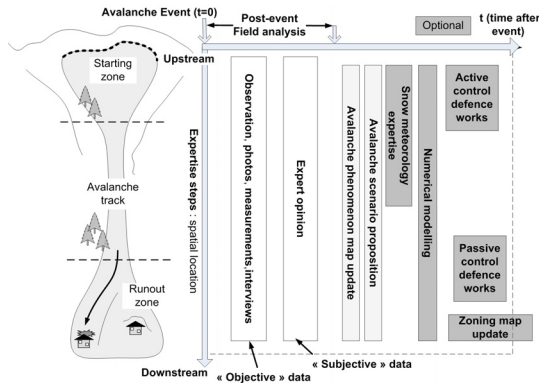 Avalanche Event (t=0)
Post-event
Field analysis
Optional
t (time after
event)
Upstream
Starting
zone
Avalanche
track
Runout
zone
Downstream
Expertise steps : spatial location
Observation, photos, measurements,interviews
Expert opinion
Avalanche phenomenon map update
Avalanche scenario proposition
Snow meteorology
expertise
Numerical modelling
Active
control
defence
works
Passive
control
defence
works
Zoning map
update
« Subjective » data
« Objective » data